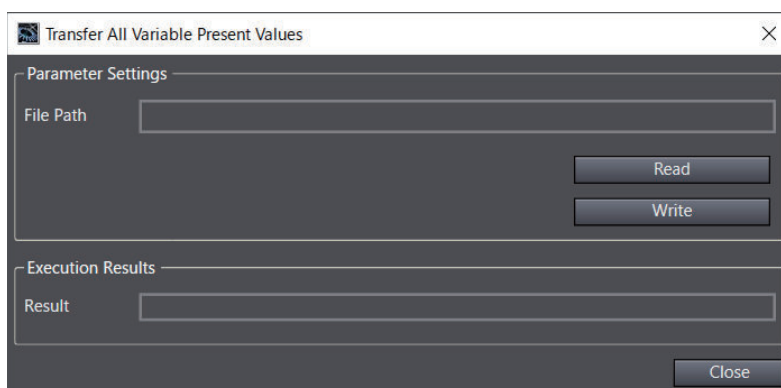 Transfer All Variable Present Values
Parameter Settings
File Path
Read
Write
Execution Results
Result
Close